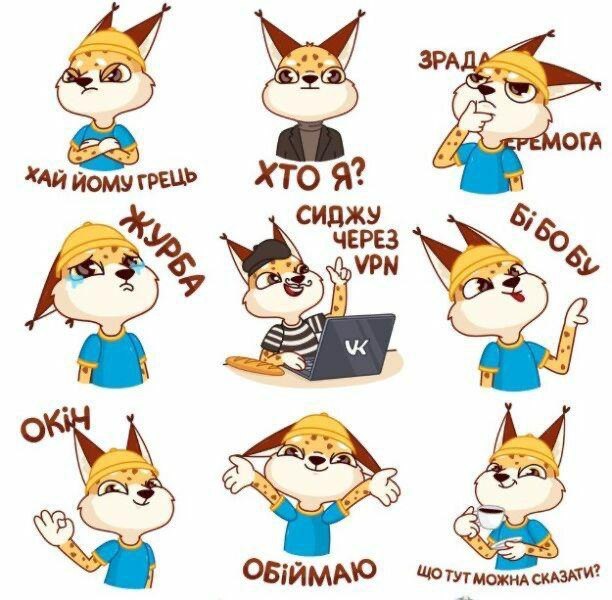 ХАЙ ЙОМУ ГРЕЦЬ
ХТО Я?
ЗРАДА
ЕРЕМОГА
ЖУРБА
СИДЖУ
ЧЕРЕЗ
VPN
VK
БІ БО БУ
ОКІЧ
ОБІЙМАЮ
ЩО ТУТ МОЖНА СКАЗАТИ?